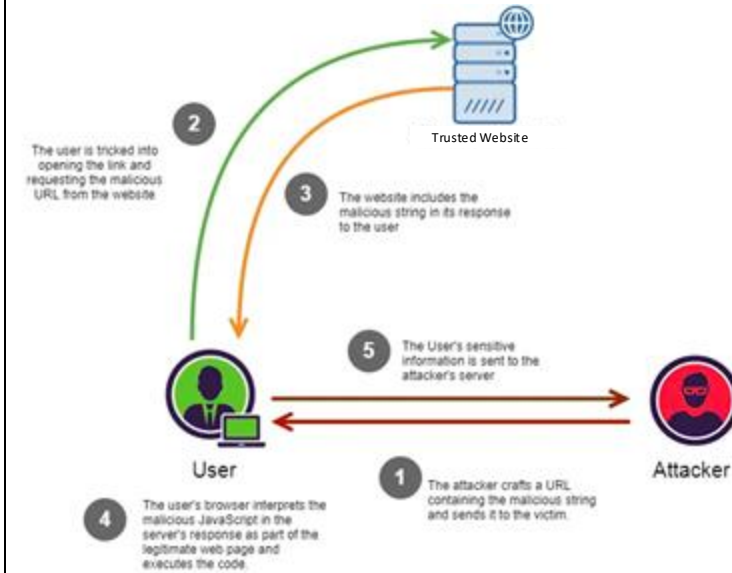 Trusted Website
2
The user is tricked into
opening the link and
requesting the malicious
URL from the website
3
The website includes the
malicious string in its response
to the user
5
The User's sensitive
information is sent to the
attacker's server
User
Attacker
1
The attacker crafts a URL
containing the malicious string
and sends it to the victim.
4
The user's browser interprets the
malicious JavaScript in the
server's response as part of the
legitimate web page and
executes the code.